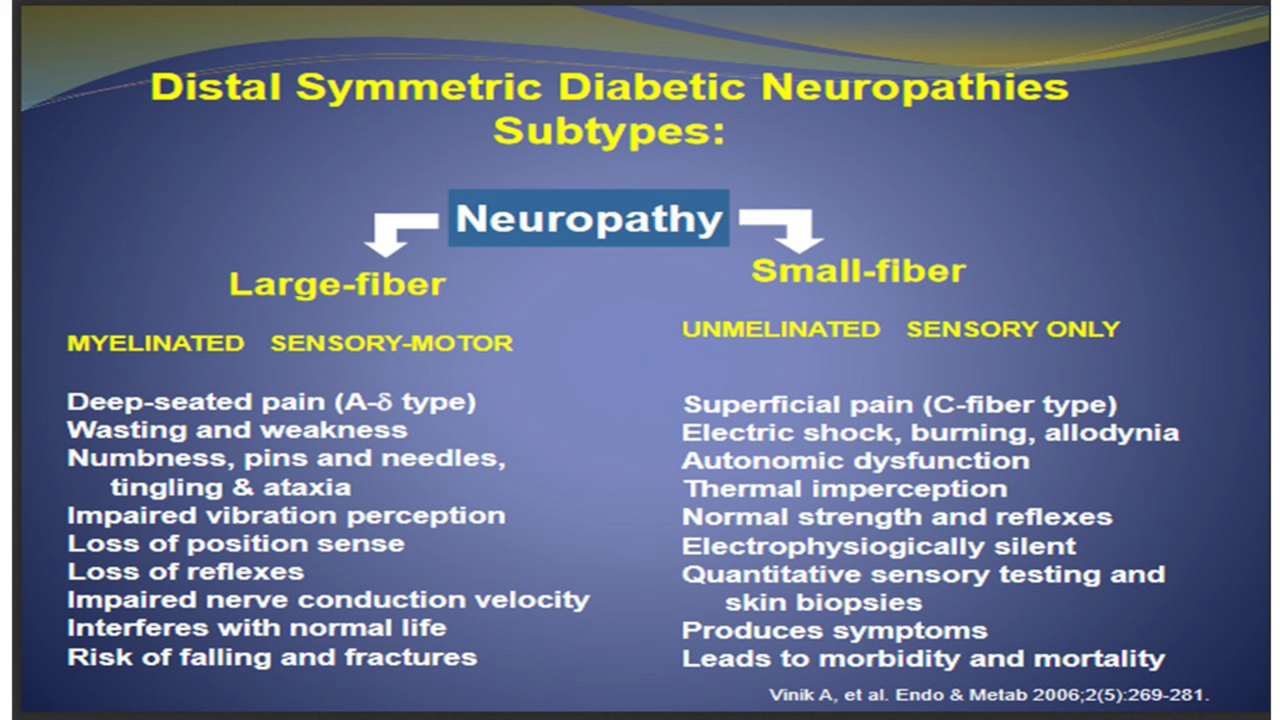 Distal Symmetric Diabetic Neuropathies
Subtypes:
Neuropathy
Large-fiber
MYELINATED SENSORY-MOTOR
Deep-seated pain (A-δ type)
Wasting and weakness
Numbness, pins and needles,
tingling & ataxia
Impaired vibration perception
Loss of position sense
Loss of reflexes
Impaired nerve conduction velocity
Interferes with normal life
Risk of falling and fractures
Small-fiber
UNMELINATED SENSORY ONLY
Superficial pain (C-fiber type)
Electric shock, burning, allodynia
Autonomic dysfunction
Thermal imperception
Normal strength and reflexes
Electrophysiogically silent
Quantitative sensory testing and
skin biopsies
Produces symptoms
Leads to morbidity and mortality
Vinik A, et al. Endo & Metab 2006;2(5):269-281.